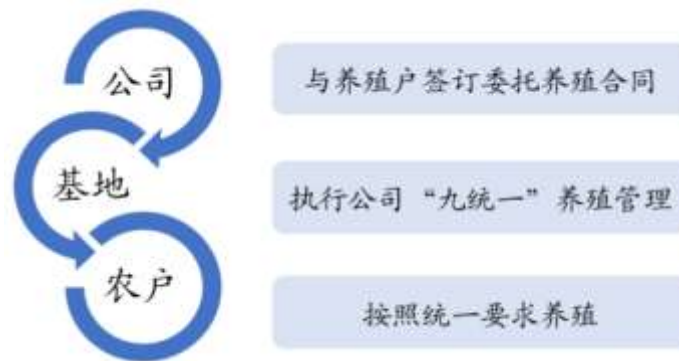 公司
与养殖户签订委托养殖合同
基地
执行公司“九统一”养殖管理
农户
按照统一要求养殖